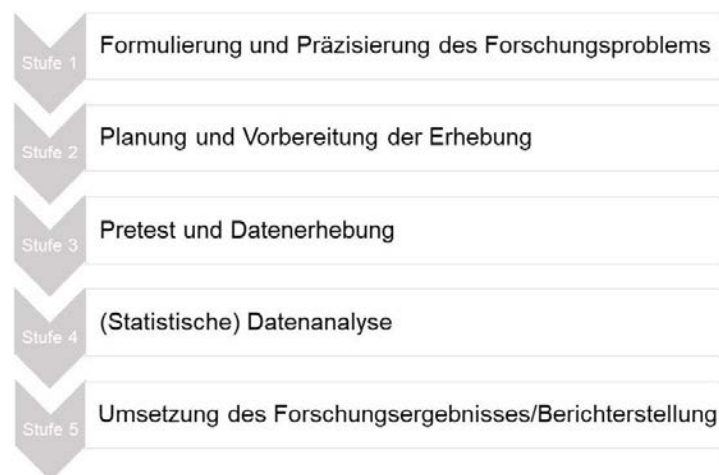 Stufe 1
Formulierung und Präzisierung des Forschungsproblems
Stufe 2
Planung und Vorbereitung der Erhebung
Stufe 3
Pretest und Datenerhebung
Stufe 4
(Statistische) Datenanalyse
Stufe 5
Umsetzung des Forschungsergebnisses/Berichterstellung